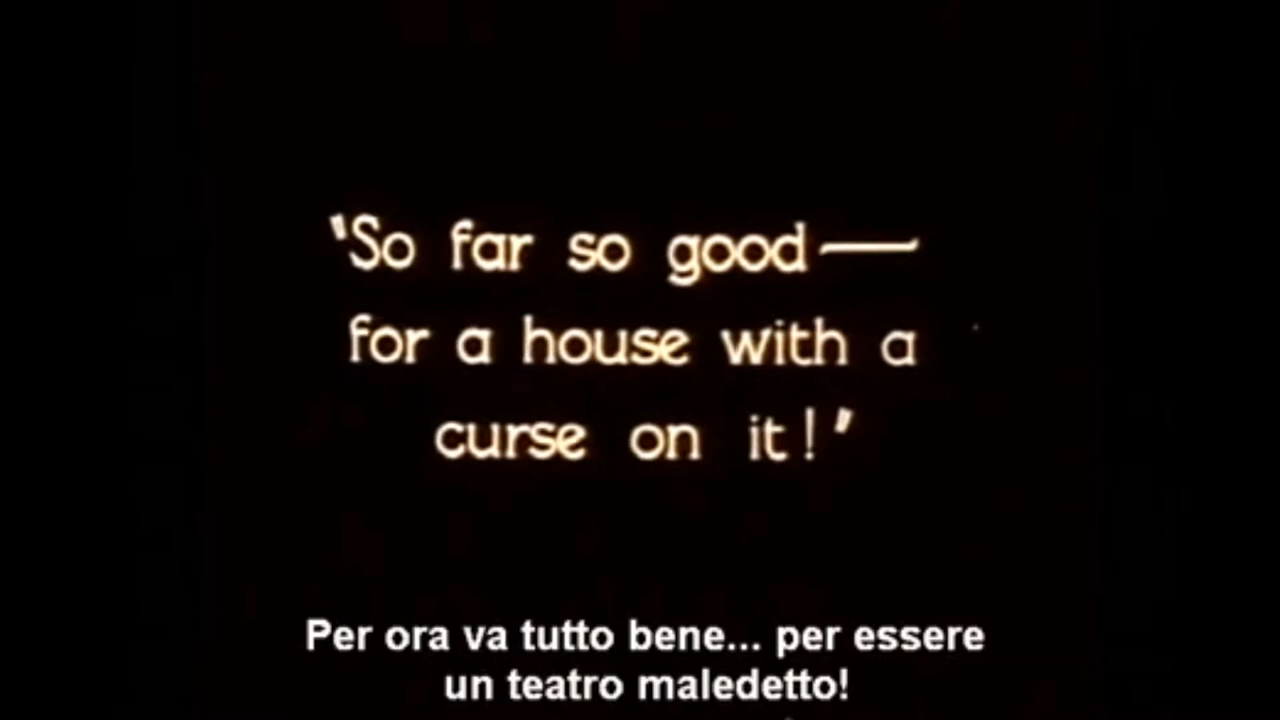 "So far so good—
for a house with a
curse on it!"
Per ora va tutto bene... per essere
un teatro maledetto!